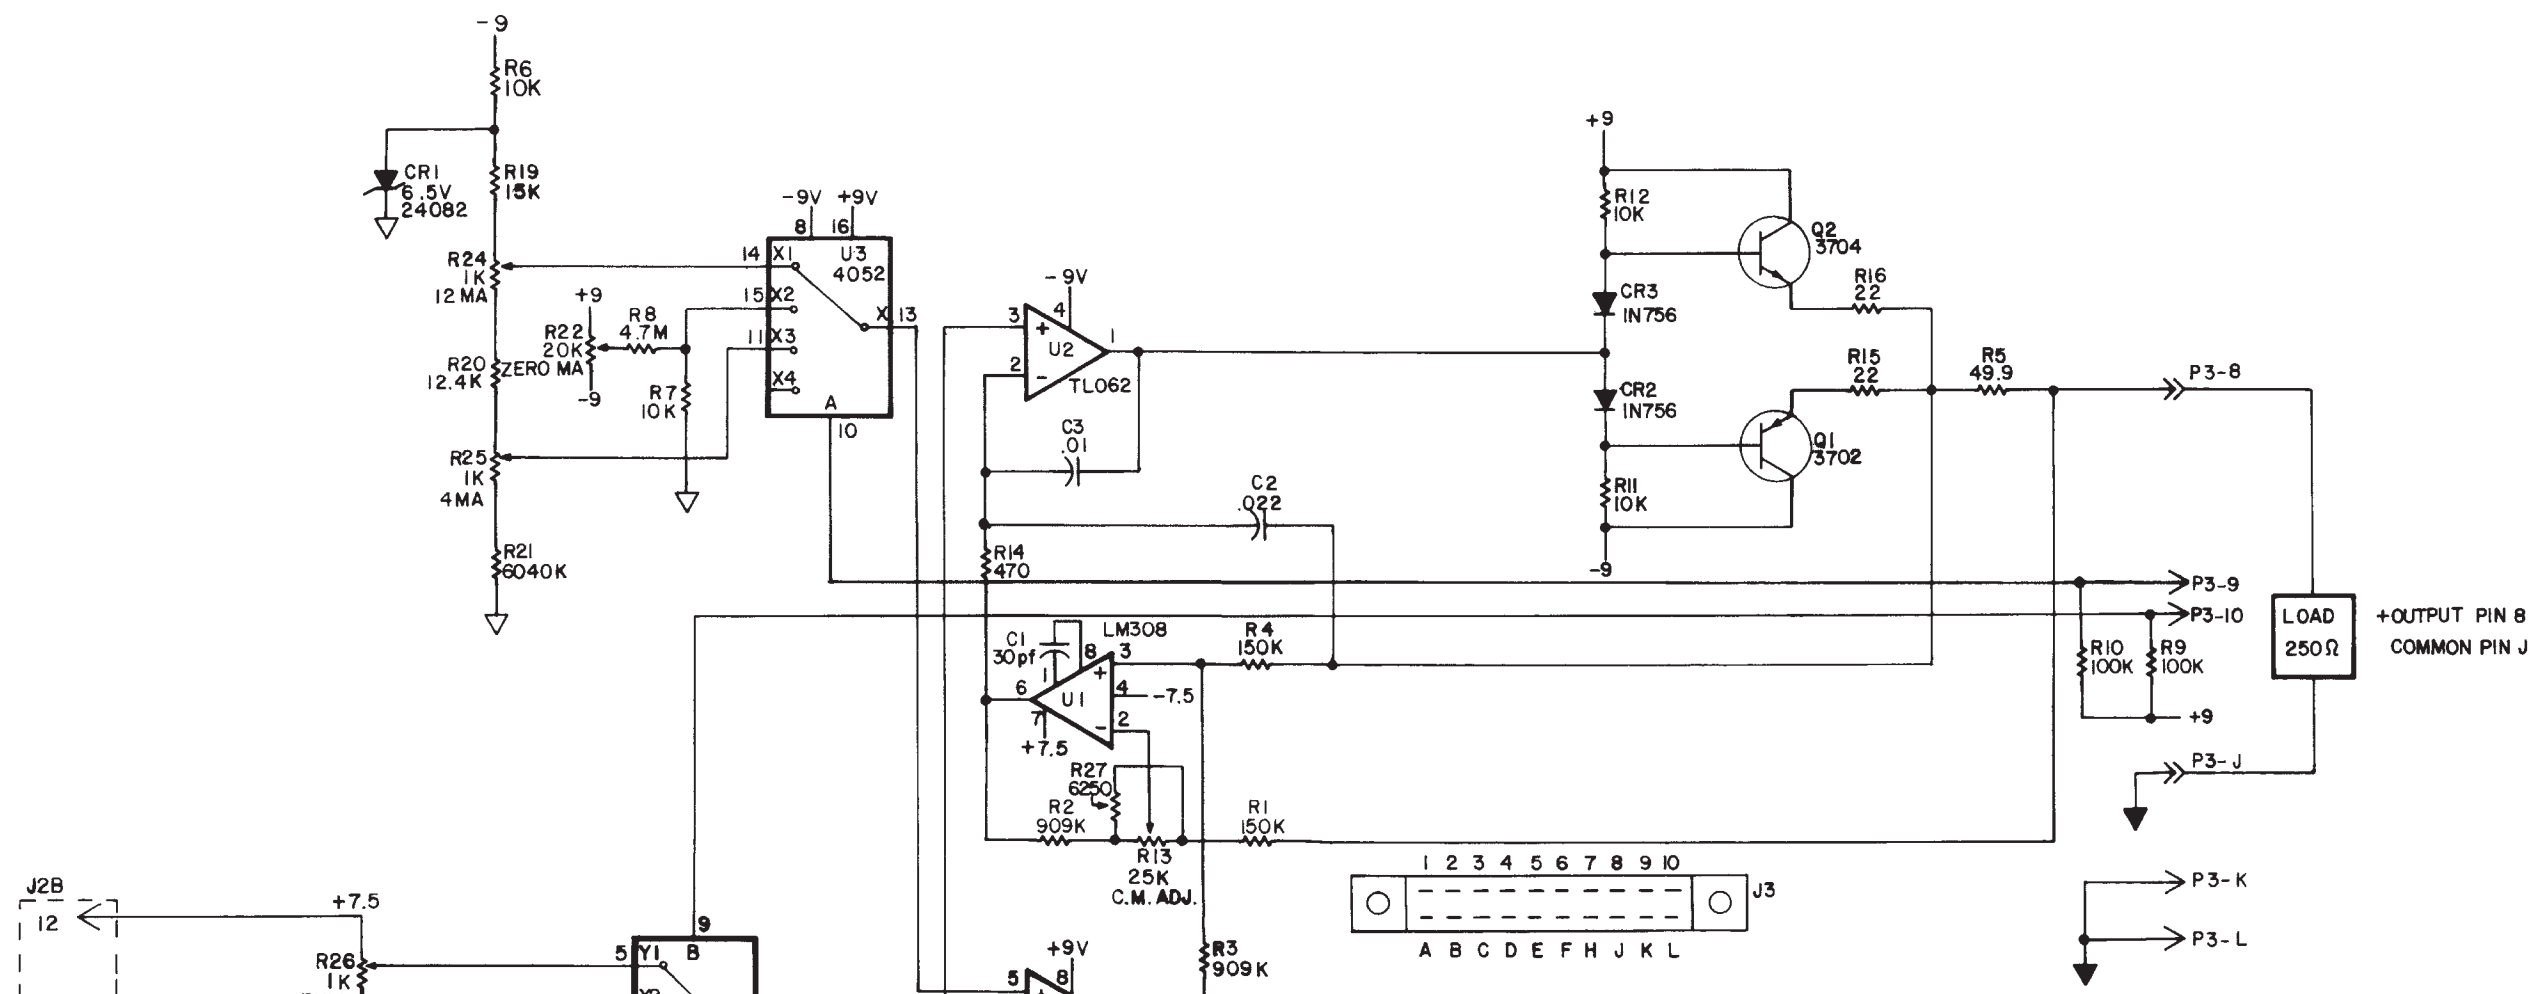 -9
R6
10K
CR1
6.5V
24082
R19
15K
R24
1K
12 MA
+9
R22
20K
ZERO MA
-9
R8
4.7M
R7
10K
R20
12.4K
R25
1K
4MA
R21
6040K
-9V +9V
8 16
14 X1 U3
4052
15 X2
X 13
11 X3
X4
A
10
-9V
3 + 4
U2 1
2 -
TL062
C3
.01
C2
.022
R14
470
+9
R12
10K
Q2
3704
R16
22
CR3
IN756
CR2
IN756
R15
22
R5
49.9
P3-8
Q1
3702
R11
10K
-9
P3-9
P3-10
LOAD
250Ω
+OUTPUT PIN 8
COMMON PIN J
R10
100K
R9
100K
+9
P3-J
C1
30pf
LM308
8 3
1 +
6 U1 4 -7.5
7 - 2
+7.5
R4
150K
R27
6250
R2
909K
R13
25K
C.M. ADJ.
R1
150K
1 2 3 4 5 6 7 8 9 10
J3
A B C D E F H J K L
P3-K
P3-L
J2B
12
+7.5
R26
1K
9
5 Y1 B
+9V
5 8
R3
909K